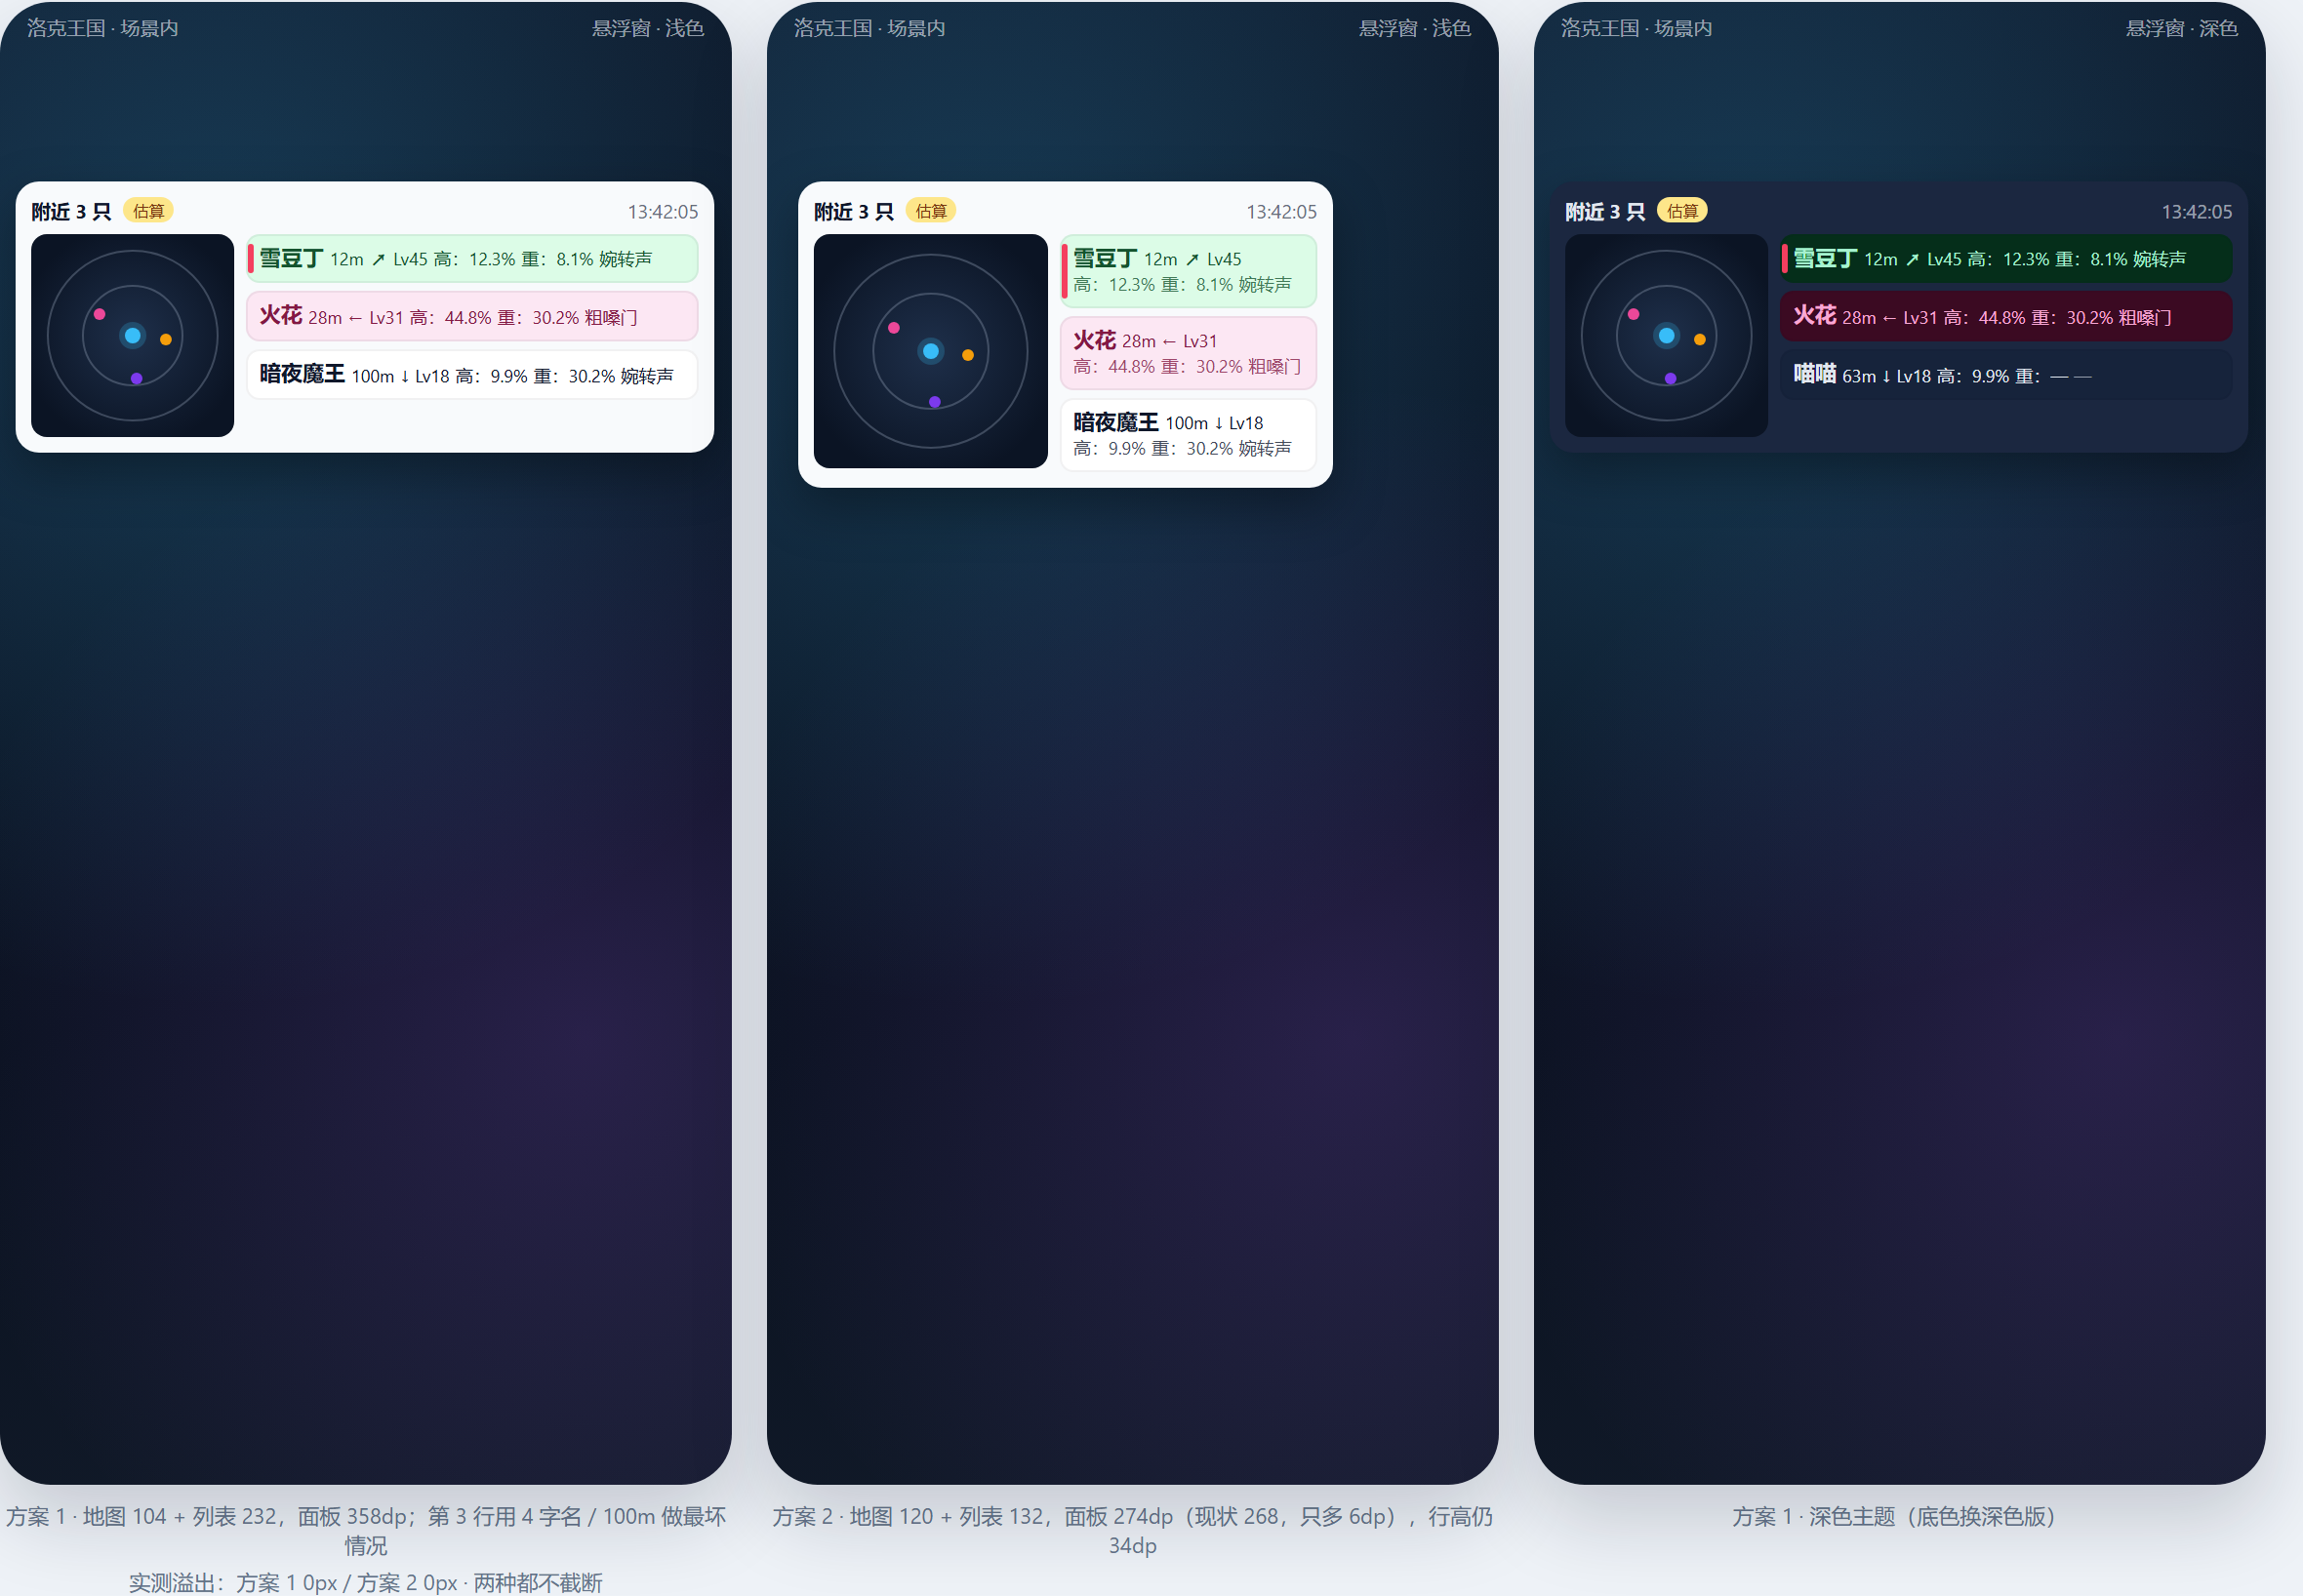 洛克王国 · 场景内
悬浮窗 · 浅色
附近 3 只 估算 13:42:05
雪豆丁 12m ↗ Lv45 高：12.3% 重：8.1% 婉转声
火花 28m ← Lv31 高：44.8% 重：30.2% 粗嗓门
暗夜魔王 100m ↓ Lv18 高：9.9% 重：30.2% 婉转声
方案 1 · 地图 104 + 列表 232，面板 358dp；第 3 行用 4 字名 / 100m 做最坏
情况
实测溢出：方案 1 0px / 方案 2 0px · 两种都不截断
洛克王国 · 场景内
悬浮窗 · 浅色
附近 3 只 估算 13:42:05
雪豆丁 12m ↗ Lv45
高：12.3% 重：8.1% 婉转声
火花 28m ← Lv31
高：44.8% 重：30.2% 粗嗓门
暗夜魔王 100m ↓ Lv18
高：9.9% 重：30.2% 婉转声
方案 2 · 地图 120 + 列表 132，面板 274dp（现状 268，只多 6dp），行高仍
34dp
洛克王国 · 场景内
悬浮窗 · 深色
附近 3 只 估算 13:42:05
雪豆丁 12m ↗ Lv45 高：12.3% 重：8.1% 婉转声
火花 28m ← Lv31 高：44.8% 重：30.2% 粗嗓门
喵喵 63m ↓ Lv18 高：9.9% 重：— —
方案 1 · 深色主题（底色换深色版）